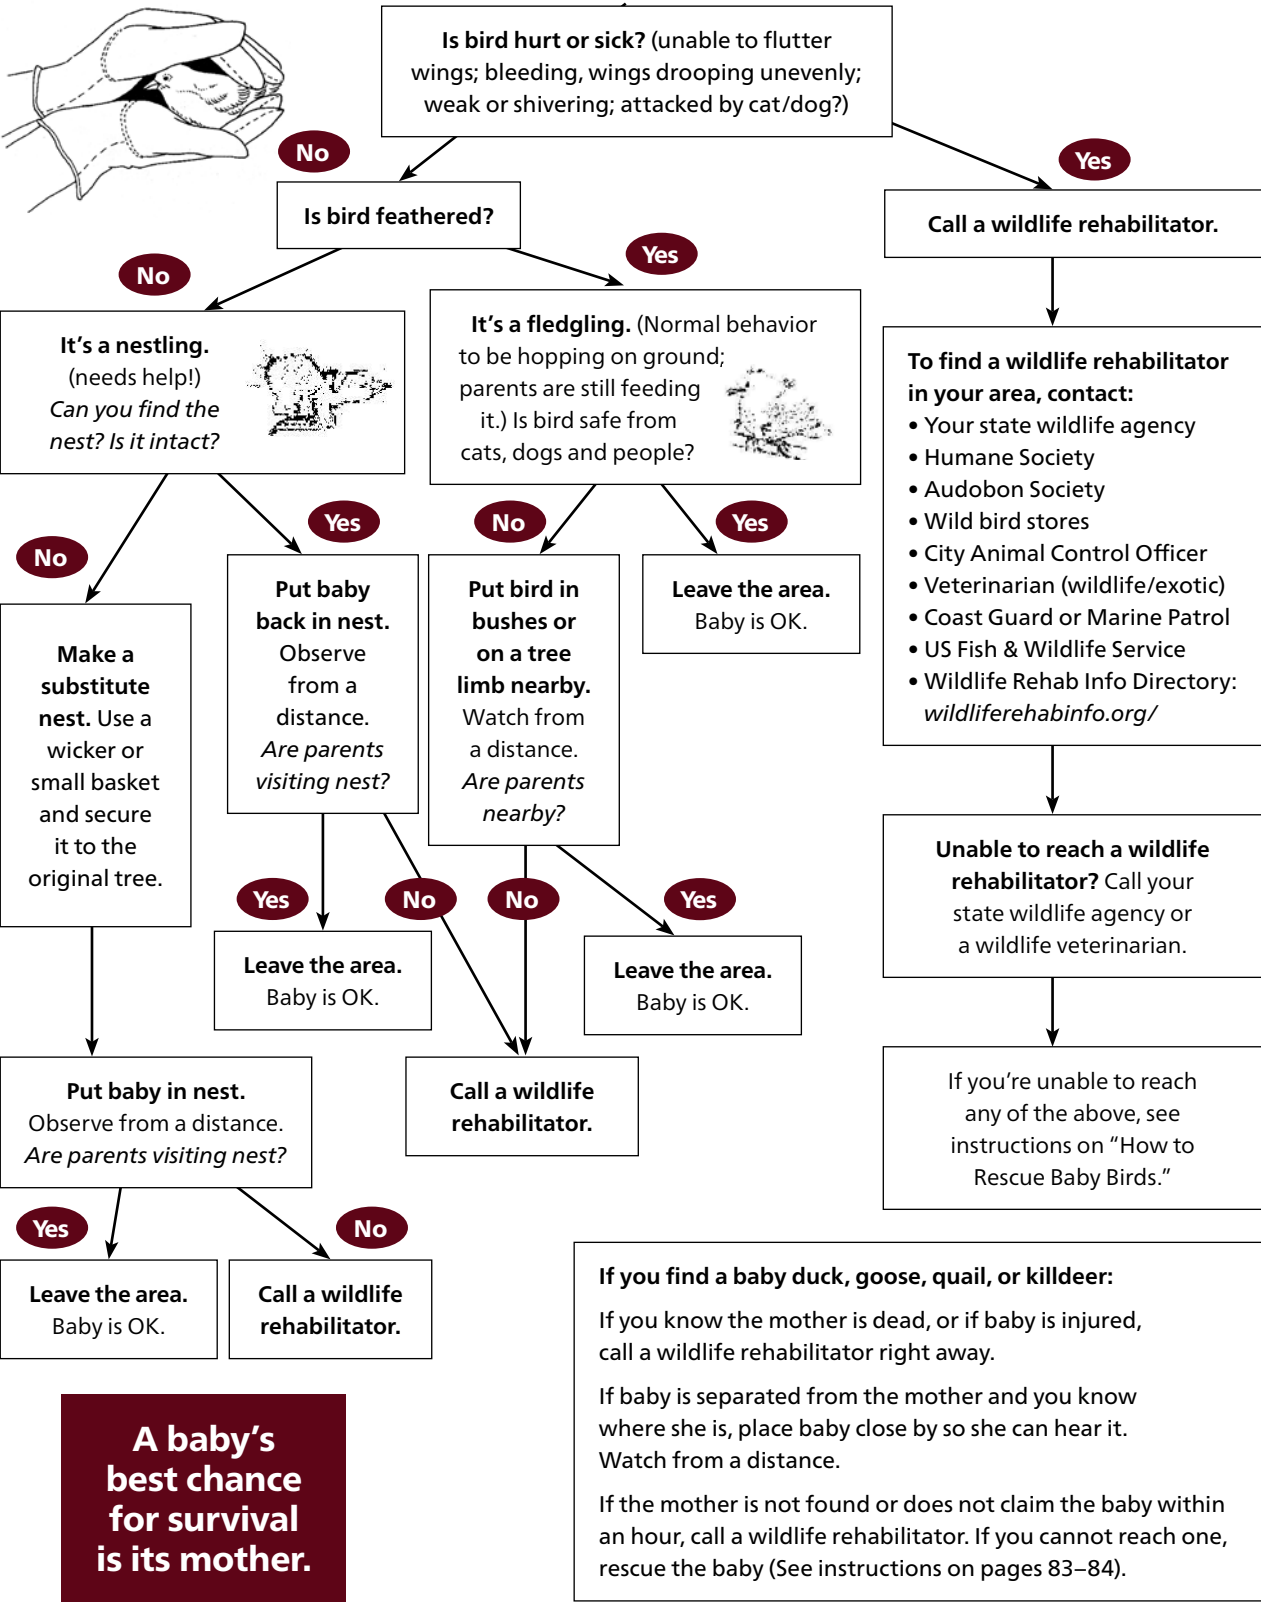 Is bird hurt or sick? (unable to flutter
wings; bleeding, wings drooping unevenly;
weak or shivering; attacked by cat/dog?)
No
Yes
Is bird feathered?
Call a wildlife rehabilitator.
No
Yes
It's a nestling.
(needs help!)
Can you find the
nest? Is it intact?
It's a fledgling. (Normal behavior
to be hopping on ground;
parents are still feeding
it.) Is bird safe from
cats, dogs and people?
To find a wildlife rehabilitator
in your area, contact:
• Your state wildlife agency
• Humane Society
• Audobon Society
• Wild bird stores
• City Animal Control Officer
• Veterinarian (wildlife/exotic)
• Coast Guard or Marine Patrol
• US Fish & Wildlife Service
• Wildlife Rehab Info Directory:
wildliferehabinfo.org/
No
Yes
No
Yes
Make a
substitute
nest. Use a
wicker or
small basket
and secure
it to the
original tree.
Put baby
back in nest.
Observe
from a
distance.
Are parents
visiting nest?
Put bird in
bushes or
on a tree
limb nearby.
Watch from
a distance.
Are parents
nearby?
Leave the area.
Baby is OK.
Unable to reach a wildlife
rehabilitator? Call your
state wildlife agency or
a wildlife veterinarian.
Yes
No
No
Yes
Leave the area.
Baby is OK.
Leave the area.
Baby is OK.
Put baby in nest.
Observe from a distance.
Are parents visiting nest?
Call a wildlife
rehabilitator.
If you're unable to reach
any of the above, see
instructions on "How to
Rescue Baby Birds."
Yes
No
Leave the area.
Baby is OK.
Call a wildlife
rehabilitator.
If you find a baby duck, goose, quail, or killdeer:
If you know the mother is dead, or if baby is injured,
call a wildlife rehabilitator right away.
If baby is separated from the mother and you know
where she is, place baby close by so she can hear it.
Watch from a distance.
If the mother is not found or does not claim the baby within
an hour, call a wildlife rehabilitator. If you cannot reach one,
rescue the baby (See instructions on pages 83–84).
A baby's
best chance
for survival
is its mother.